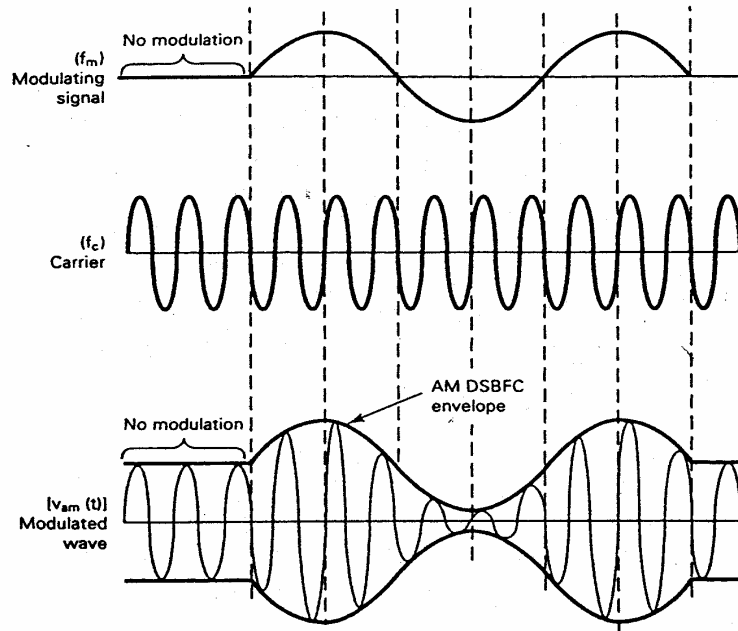 No modulation
(fm)
Modulating
signal
(fc)
Carrier
AM DSBFC
envelope
No modulation
[vam (t)]
Modulated
wave